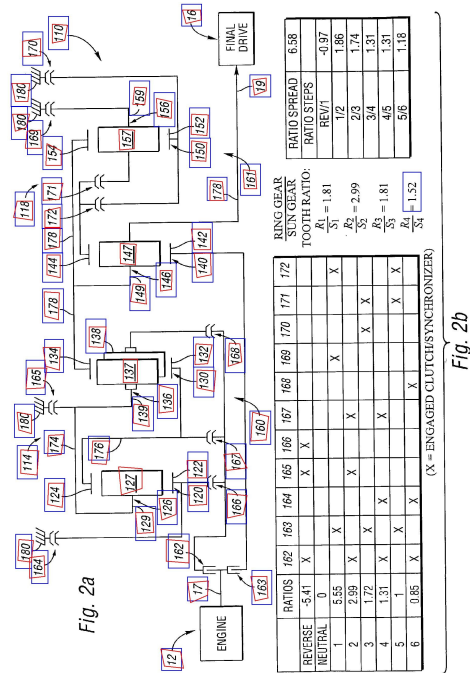 Fig. 2a
12
ENGINE
17
162
163
180
164
114
174
124
127
129
126
120
122
166
176
180
165
134
138
137
139
136
130
132
167
168
160
178
118
144
178
172
171
147
149
146
140
142
178
161
154
169
180
180
170
159
157
156
150
152
110
19
16
FINAL DRIVE
RATIOS 162 163 164 165 166 167 168 169 170 171 172
REVERSE -5.41 X X X
NEUTRAL 0
1 5.55 X X X
2 2.99 X X X
3 1.72 X X X
4 1.31 X X X
5 1 X X X
6 0.85 X X X
(X = ENGAGED CLUTCH/SYNCHRONIZER)
RING GEAR
SUN GEAR
TOOTH RATIO:
R1/S1 = 1.81
R2/S2 = 2.99
R3/S3 = 1.81
R4/S4 = 1.52
RATIO SPREAD 6.58
RATIO STEPS
REV/1 -0.97
1/2 1.86
2/3 1.74
3/4 1.31
4/5 1.31
5/6 1.18
Fig. 2b